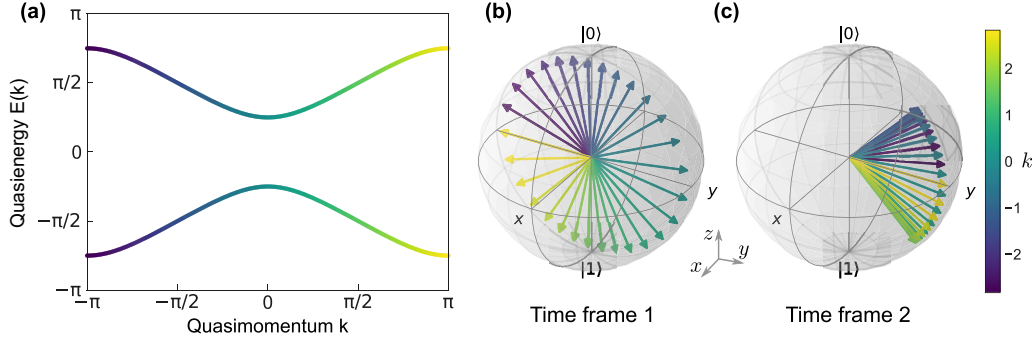 (a)
π
π/2
0
−π/2
−π
Quasienergy E(k)
−π
−π/2
0
π/2
π
Quasimomentum k
(b)
|0⟩
x
y
|1⟩
Time frame 1
z
x
y
(c)
|0⟩
x
y
|1⟩
Time frame 2
2
1
0
−1
−2
k